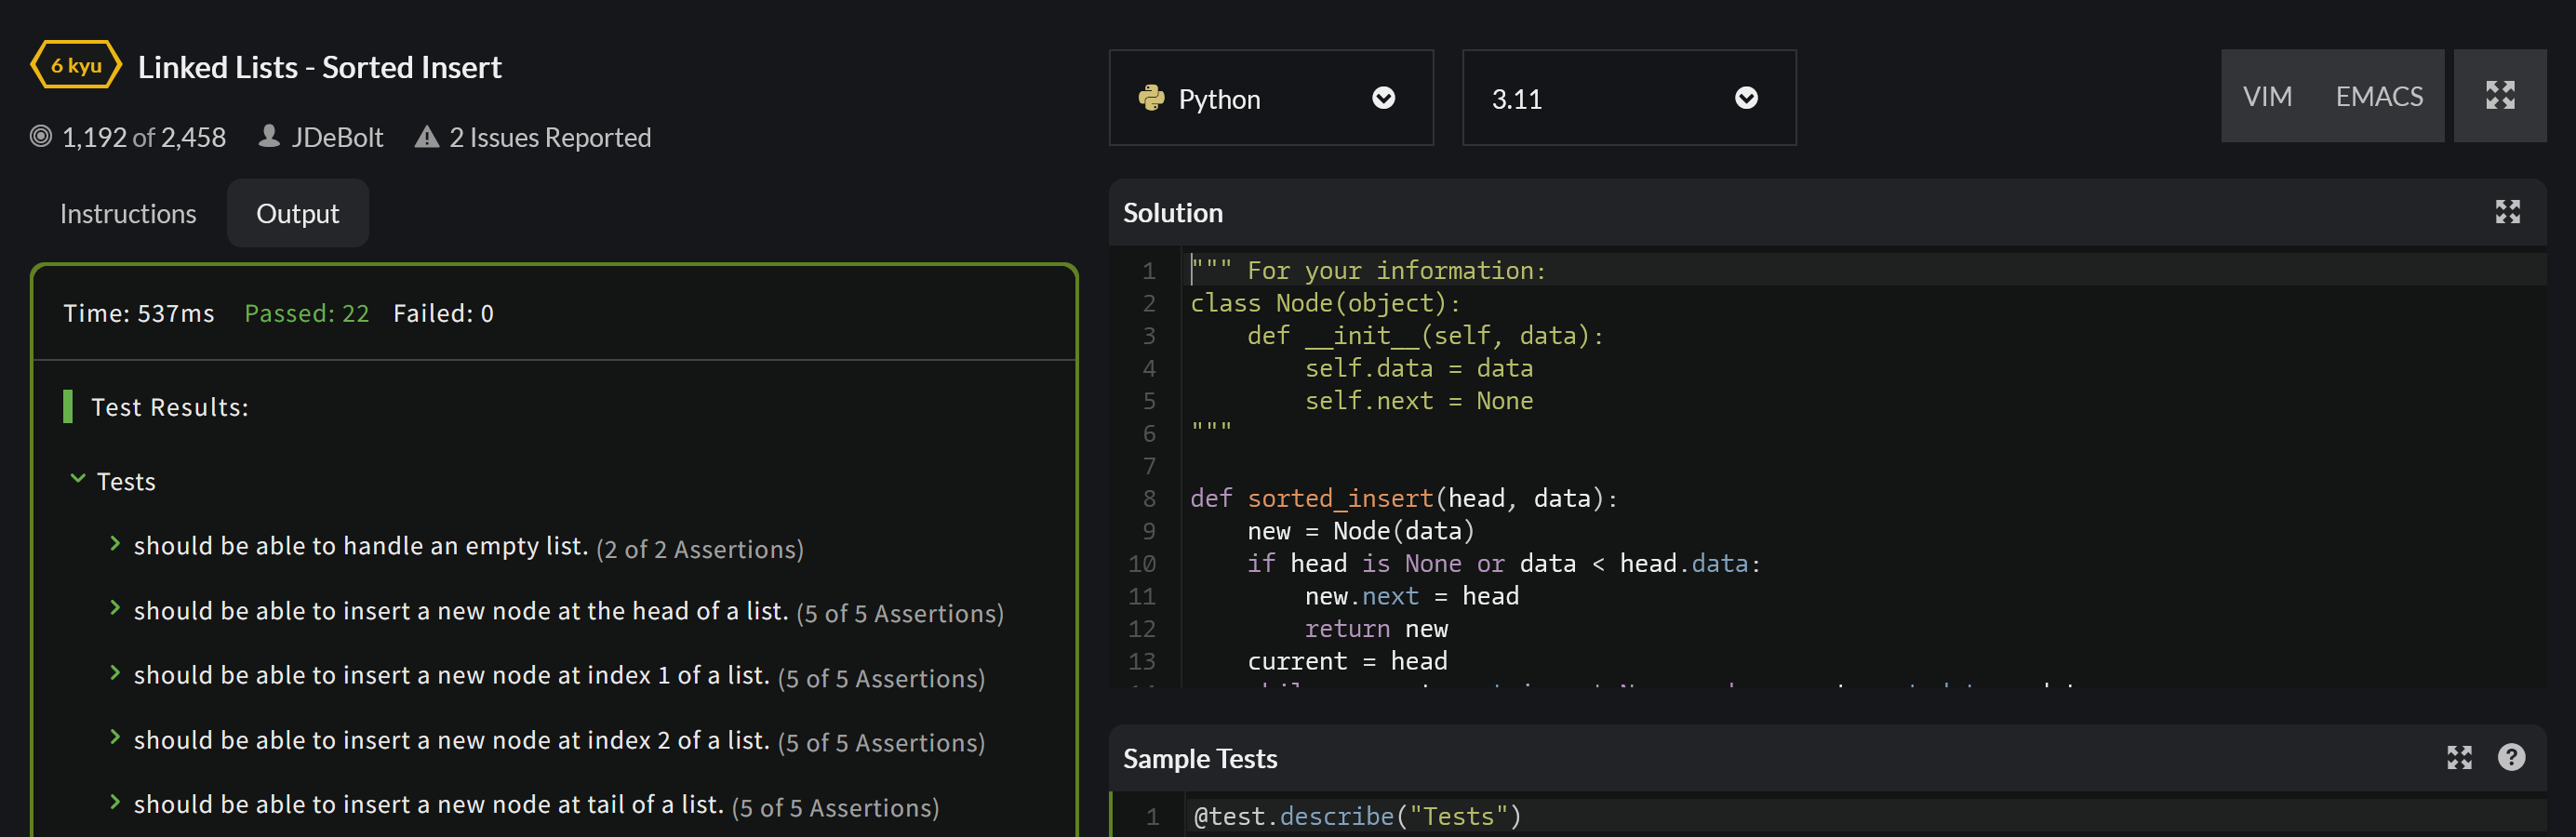 6 kyu Linked Lists - Sorted Insert
1,192 of 2,458 JDeBolt 2 Issues Reported
Instructions Output
Time: 537ms Passed: 22 Failed: 0
Test Results:
Tests
should be able to handle an empty list. (2 of 2 Assertions)
should be able to insert a new node at the head of a list. (5 of 5 Assertions)
should be able to insert a new node at index 1 of a list. (5 of 5 Assertions)
should be able to insert a new node at index 2 of a list. (5 of 5 Assertions)
should be able to insert a new node at tail of a list. (5 of 5 Assertions)
Python 3.11 VIM EMACS
Solution
1 """ For your information:
2 class Node(object):
3     def __init__(self, data):
4         self.data = data
5         self.next = None
6 """
7
8 def sorted_insert(head, data):
9     new = Node(data)
10     if head is None or data < head.data:
11         new.next = head
12         return new
13     current = head
Sample Tests
1 @test.describe("Tests")